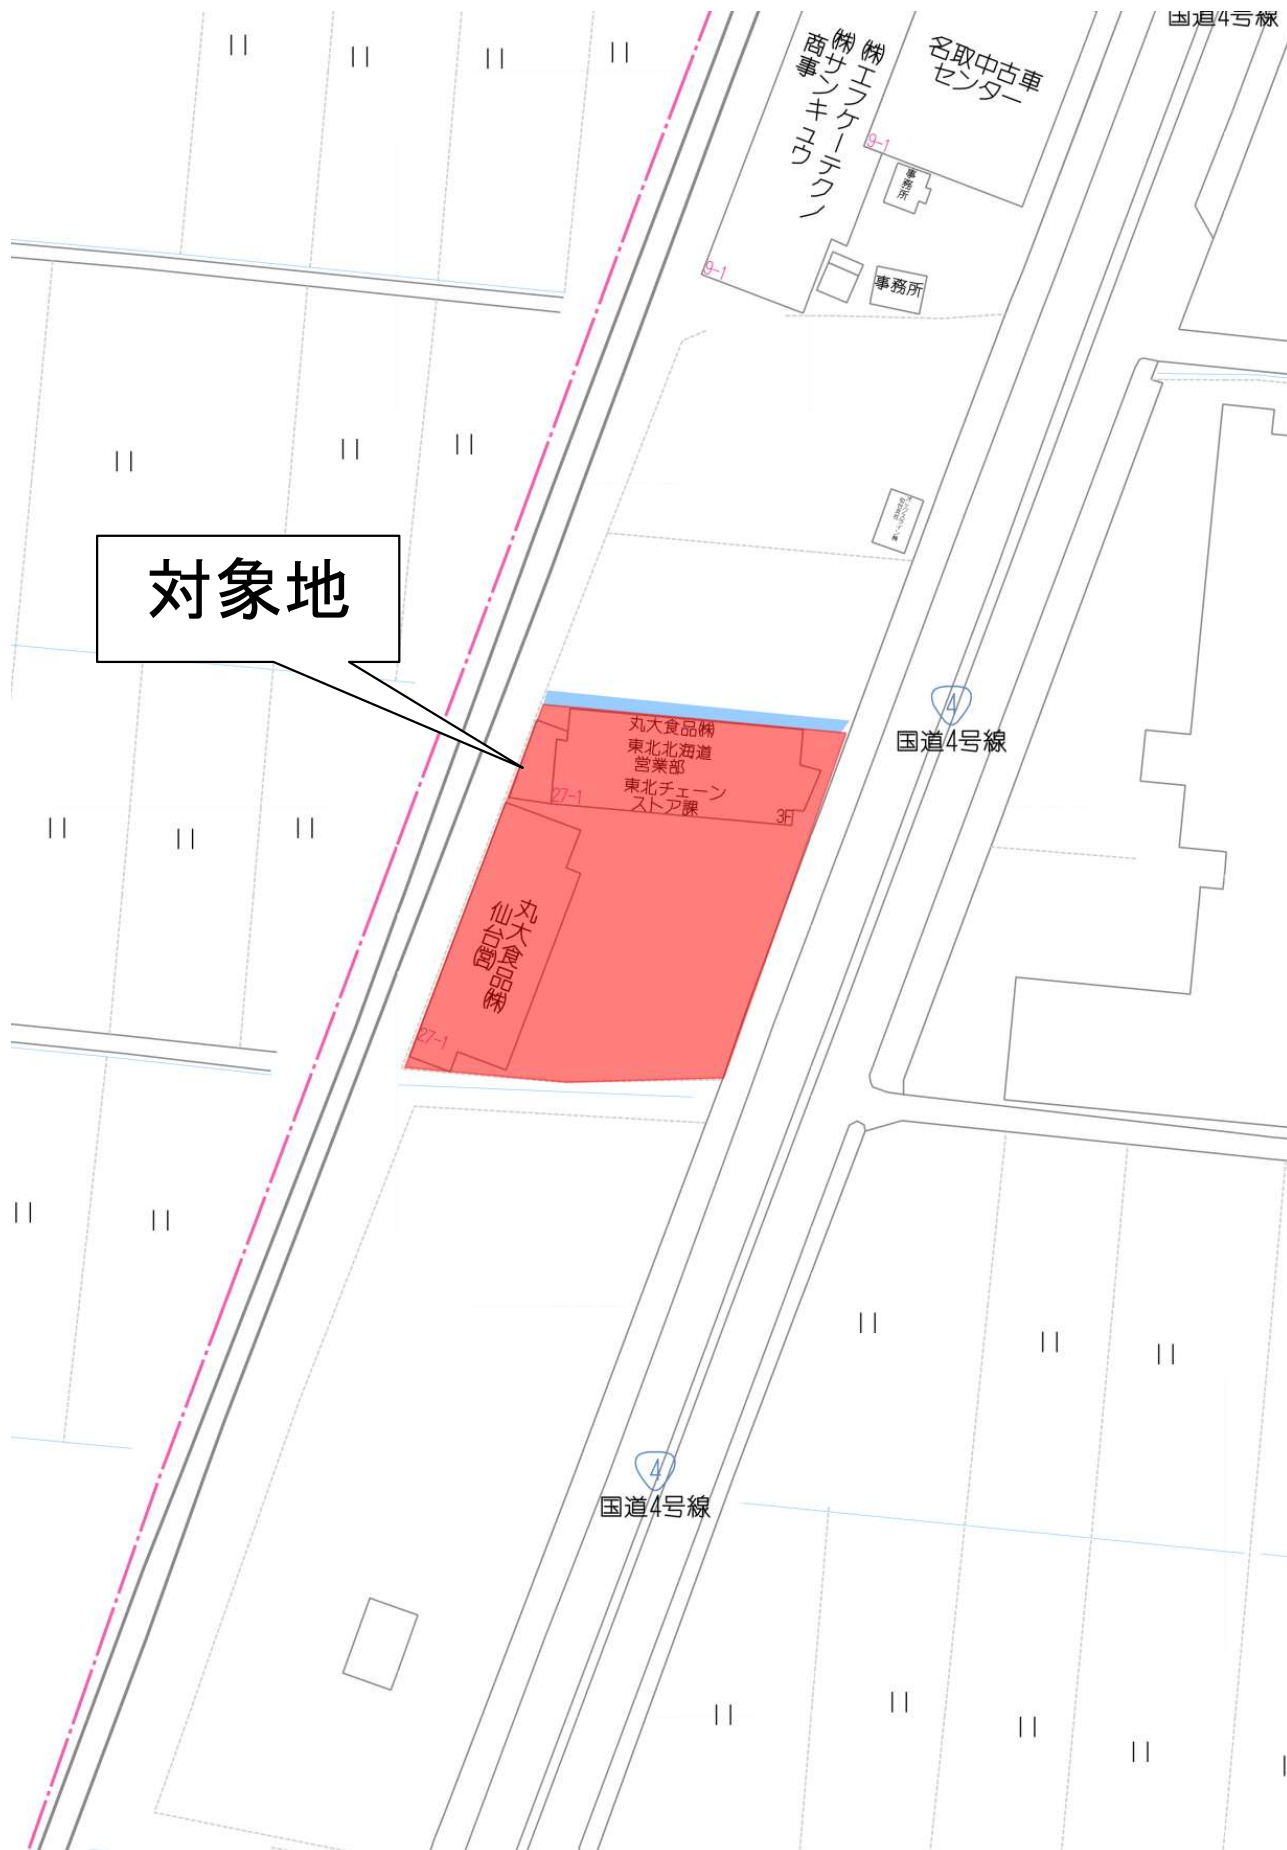 国道4号線
名取中古車
センター
㈱エフケーテクノ
㈱サンキュウ
商事
9-1
事務所
9-1
事務所
対象地
4
国道4号線
丸大食品㈱
東北北海道
営業部
東北チェーン
ストア課
27-1
3F
丸大食品㈱
仙台㈼
27-1
4
国道4号線